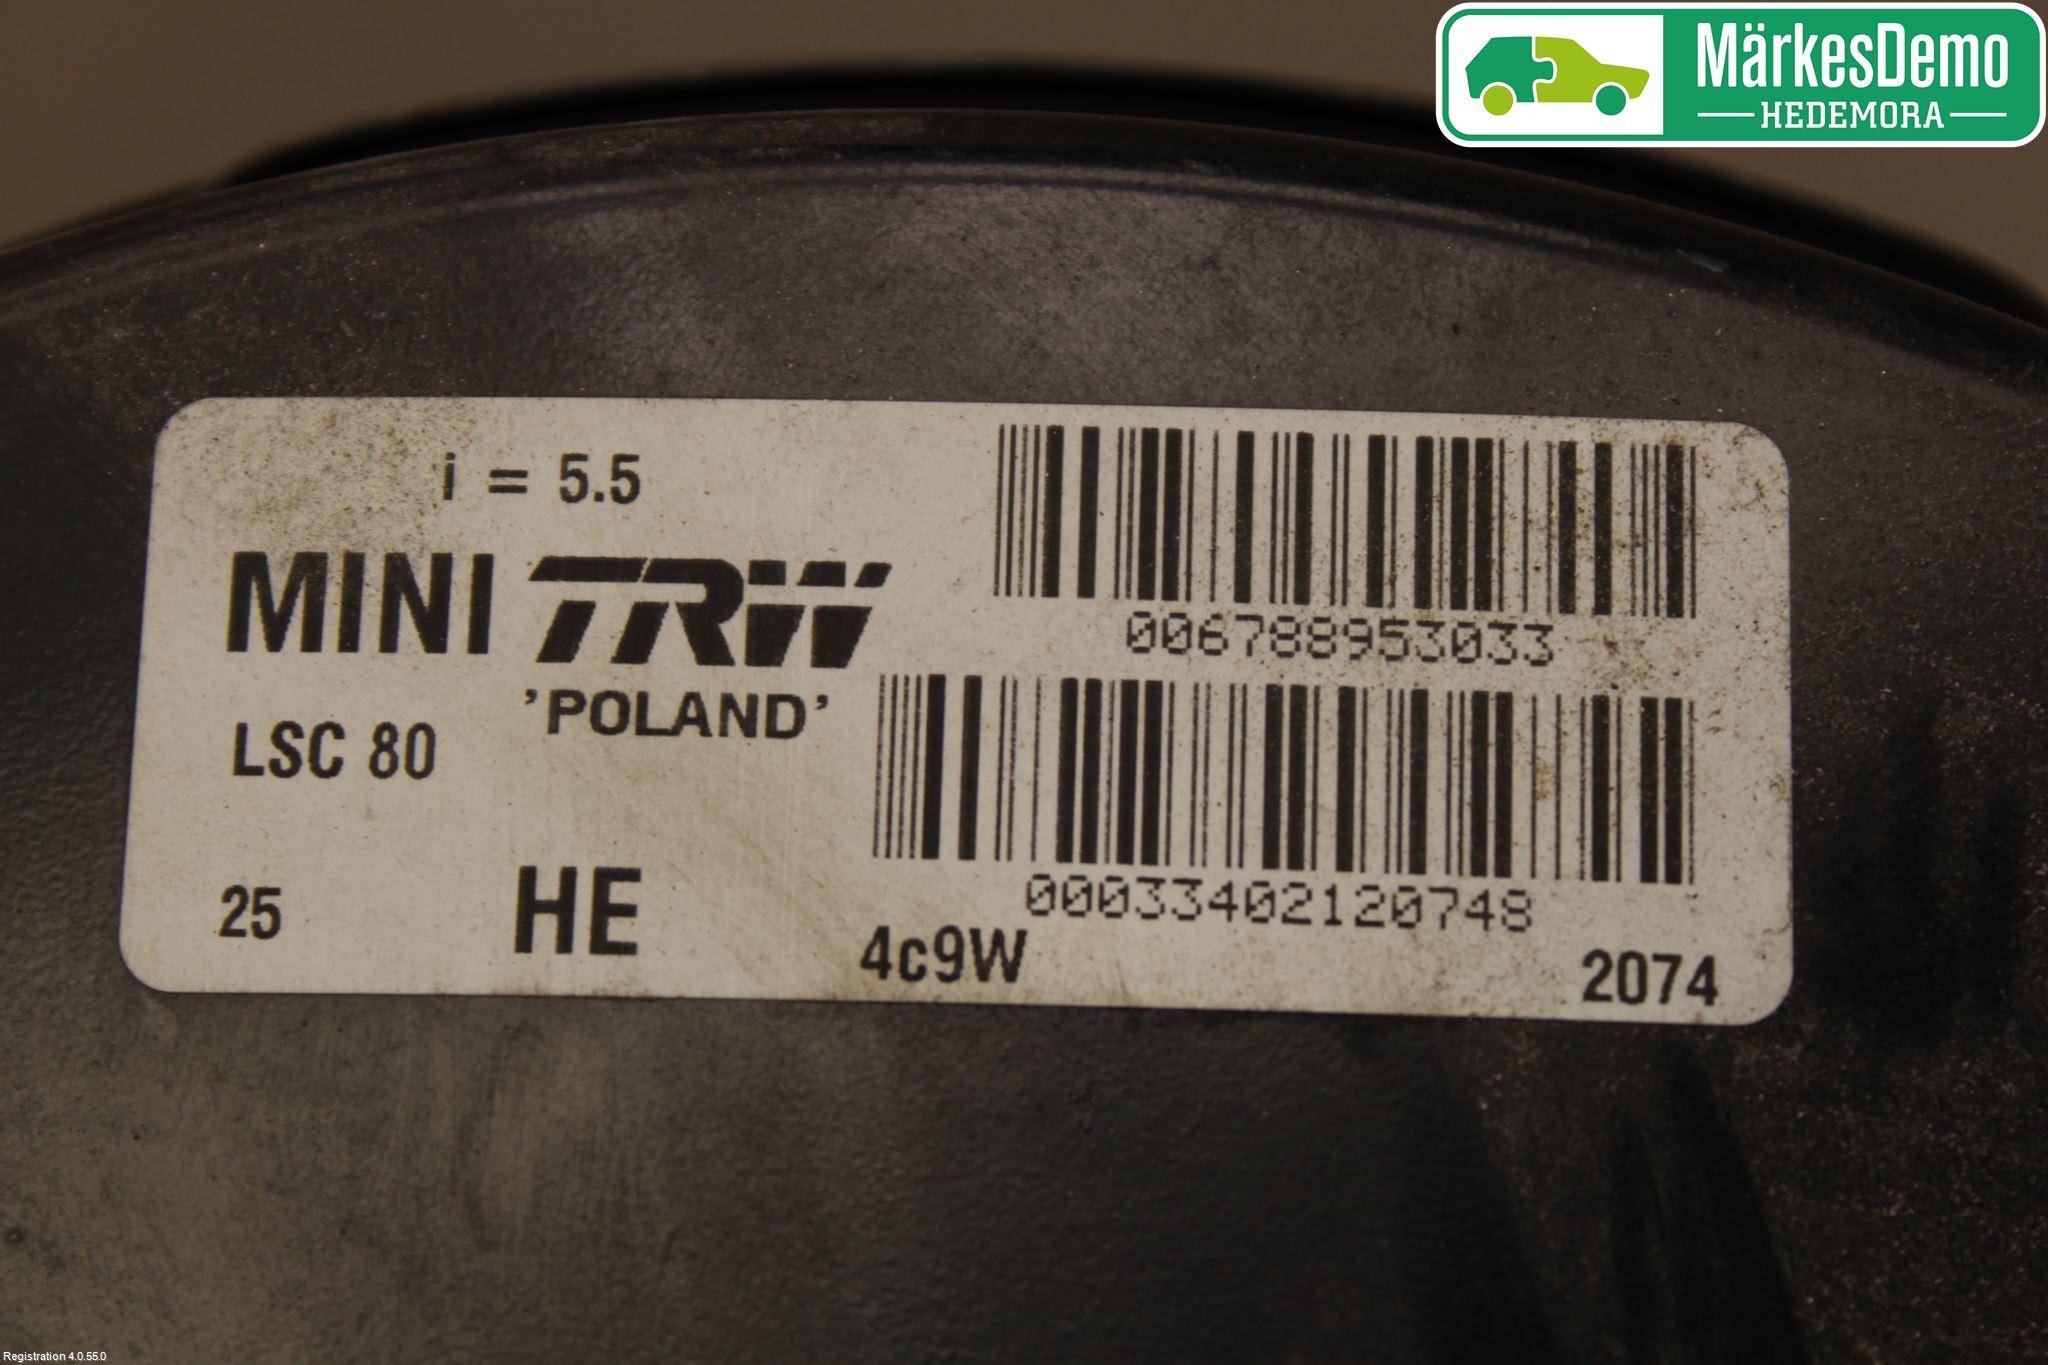 MärkesDemo
HEDEMORA
i = 5.5
006788953033
MINI TRW
'POLAND'
LSC 80
00033402120748
25 HE 4c9W 2074
Registration 4.0.55.0